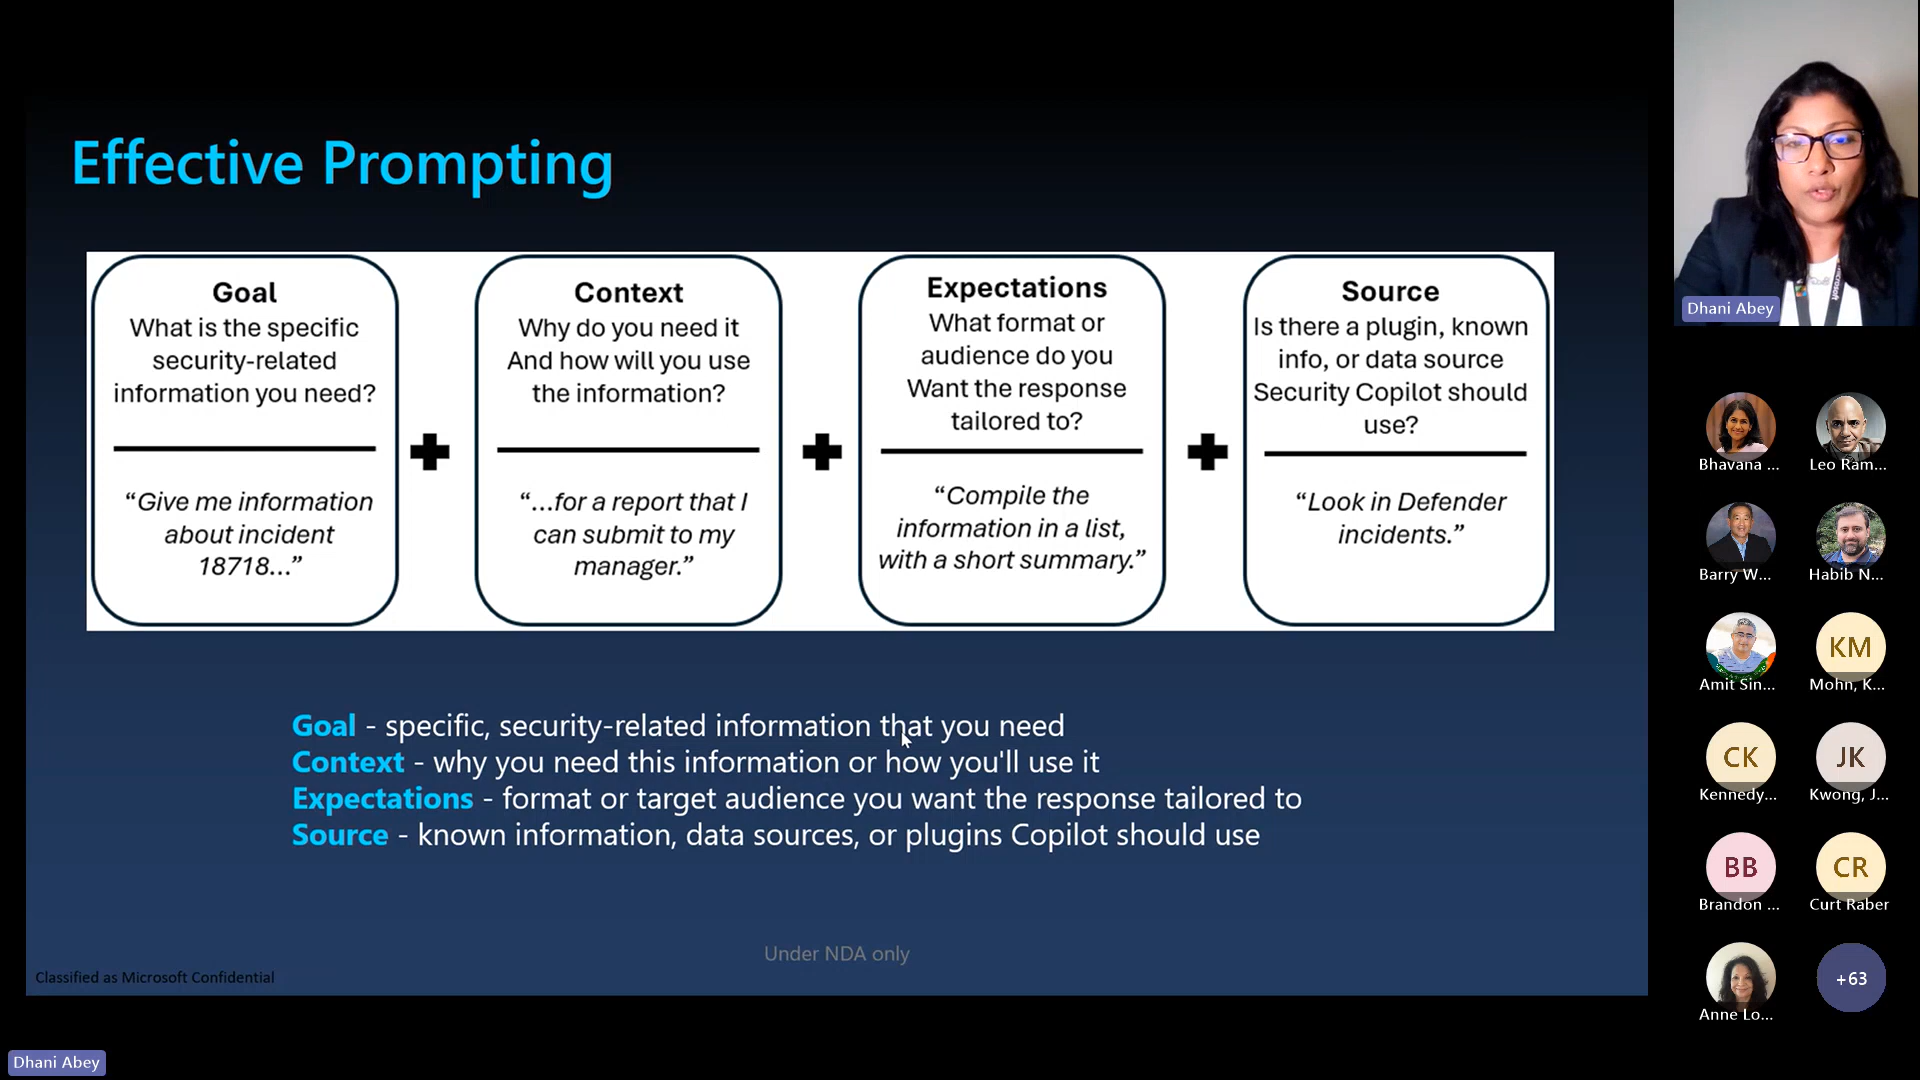 Effective Prompting
Goal
What is the specific
security-related
information you need?
“Give me information
about incident
18718...”
Context
Why do you need it
And how will you use
the information?
“...for a report that I
can submit to my
manager.”
Expectations
What format or
audience do you
Want the response
tailored to?
“Compile the
information in a list,
with a short summary.”
Source
Is there a plugin, known
info, or data source
Security Copilot should
use?
“Look in Defender
incidents.”
Goal - specific, security-related information that you need
Context - why you need this information or how you'll use it
Expectations - format or target audience you want the response tailored to
Source - known information, data sources, or plugins Copilot should use
Under NDA only
Classified as Microsoft Confidential
Dhani Abey
Dhani Abey
Bhavana ...
Leo Ram...
Barry W...
Habib N...
Amit Sin...
KM
Mohn, K...
CK
Kennedy...
JK
Kwong, J...
BB
Brandon ...
CR
Curt Raber
Anne Lo...
+63